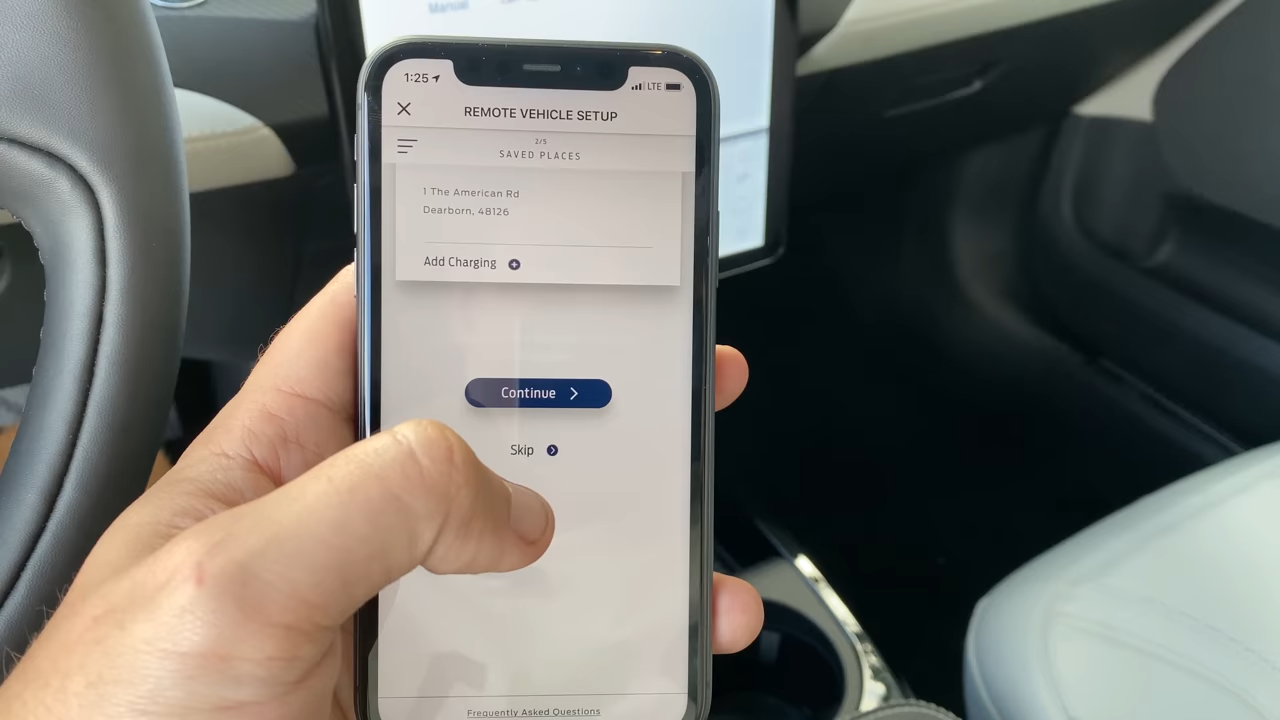 Manual
1:25
LTE
REMOTE VEHICLE SETUP
2/5
SAVED PLACES
1 The American Rd
Dearborn, 48126
Add Charging
Continue
Skip
Frequently Asked Questions